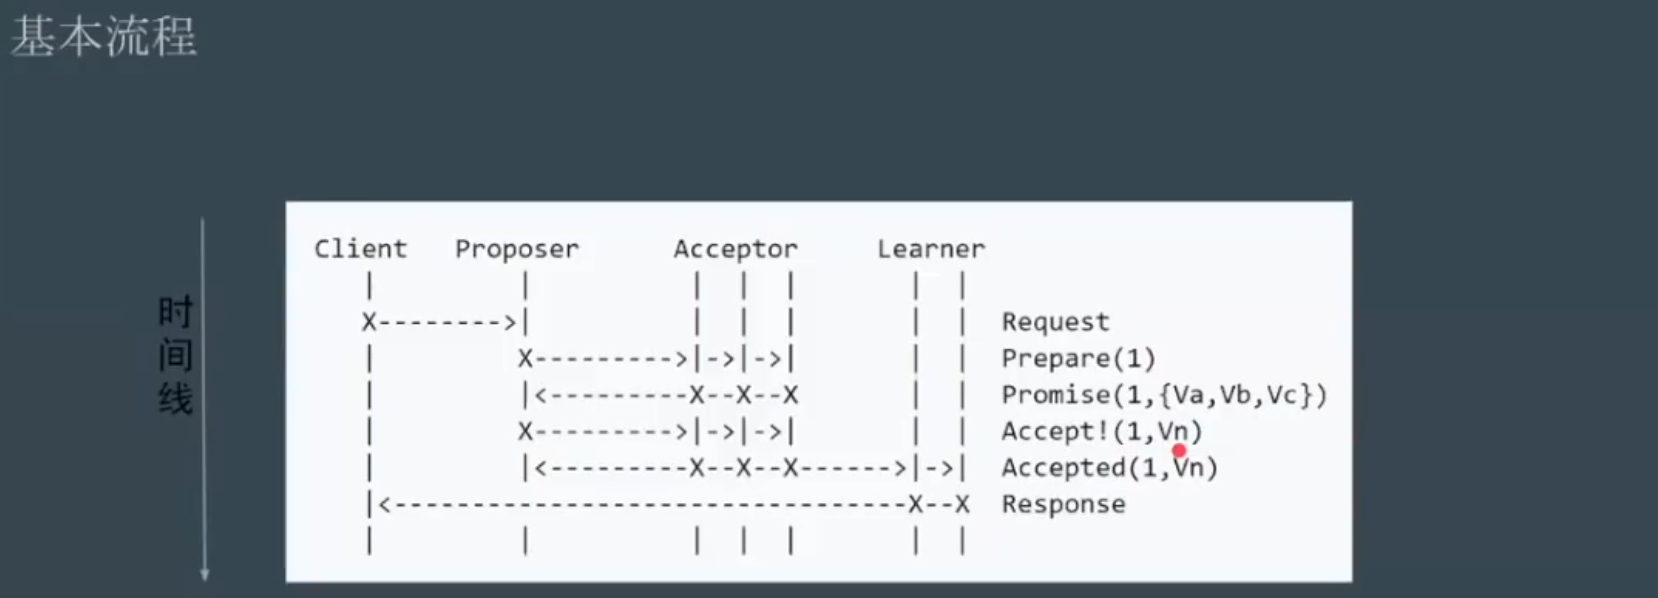 基本流程
时
间
线
Client Proposer Acceptor Learner
Request
Prepare(1)
Promise(1,{Va,Vb,Vc})
Accept!(1,Vn)
Accepted(1,Vn)
Response